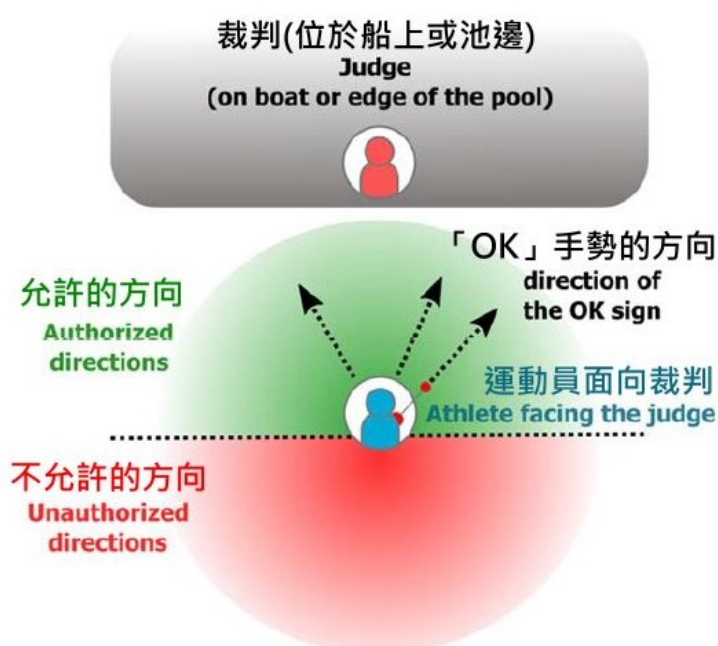 裁判(位於船上或池邊)
Judge
(on boat or edge of the pool)
「OK」手勢的方向
direction of
the OK sign
允許的方向
Authorized
directions
運動員面向裁判
Athlete facing the judge
不允許的方向
Unauthorized
directions